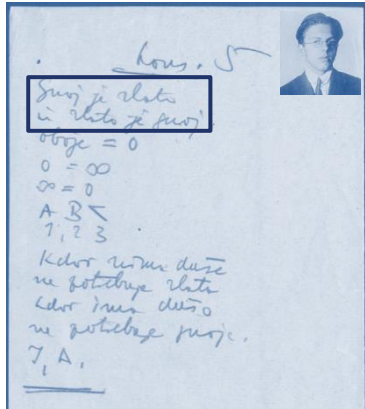 Kons. 5
Gnoj je zlato
in zlato je gnoj.
oboje = 0
0 = ∞
∞ = 0
A B <
1, 2 3
Kdor nima duše
ne potrebuje zlata
kdor ima dušo
ne potrebuje gnoja.
I, A.